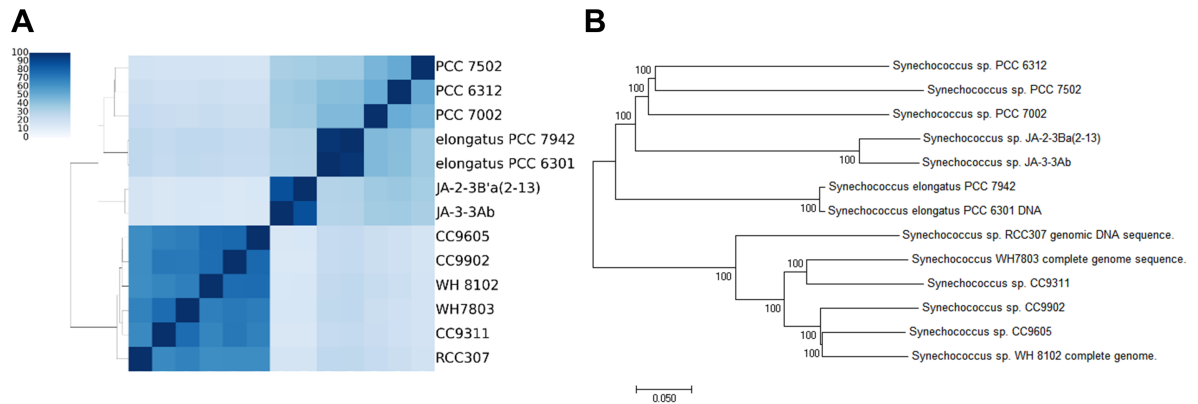 A
100
90
80
70
60
50
40
30
20
10
0
PCC 7502
PCC 6312
PCC 7002
elongatus PCC 7942
elongatus PCC 6301
JA-2-3B'a(2-13)
JA-3-3Ab
CC9605
CC9902
WH 8102
WH7803
CC9311
RCC307
B
Synechococcus sp. PCC 6312
Synechococcus sp. PCC 7502
Synechococcus sp. PCC 7002
Synechococcus sp. JA-2-3Ba(2-13)
Synechococcus sp. JA-3-3Ab
Synechococcus elongatus PCC 7942
Synechococcus elongatus PCC 6301 DNA
Synechococcus sp. RCC307 genomic DNA sequence.
Synechococcus WH7803 complete genome sequence.
Synechococcus sp. CC9311
Synechococcus sp. CC9902
Synechococcus sp. CC9605
Synechococcus sp. WH 8102 complete genome.
100
100
100
100
100
100
100
100
100
100
0.050